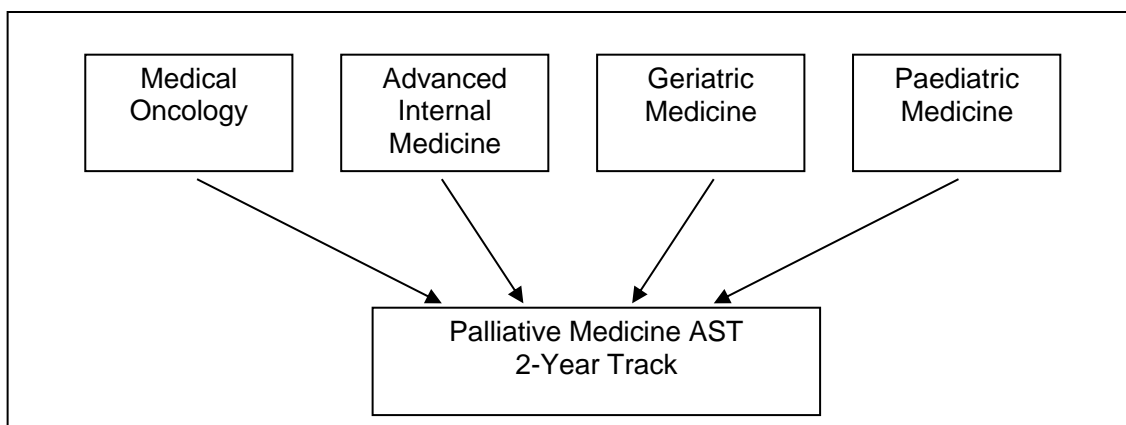 Medical
Oncology
Advanced
Internal
Medicine
Geriatric
Medicine
Paediatric
Medicine
Palliative Medicine AST
2-Year Track